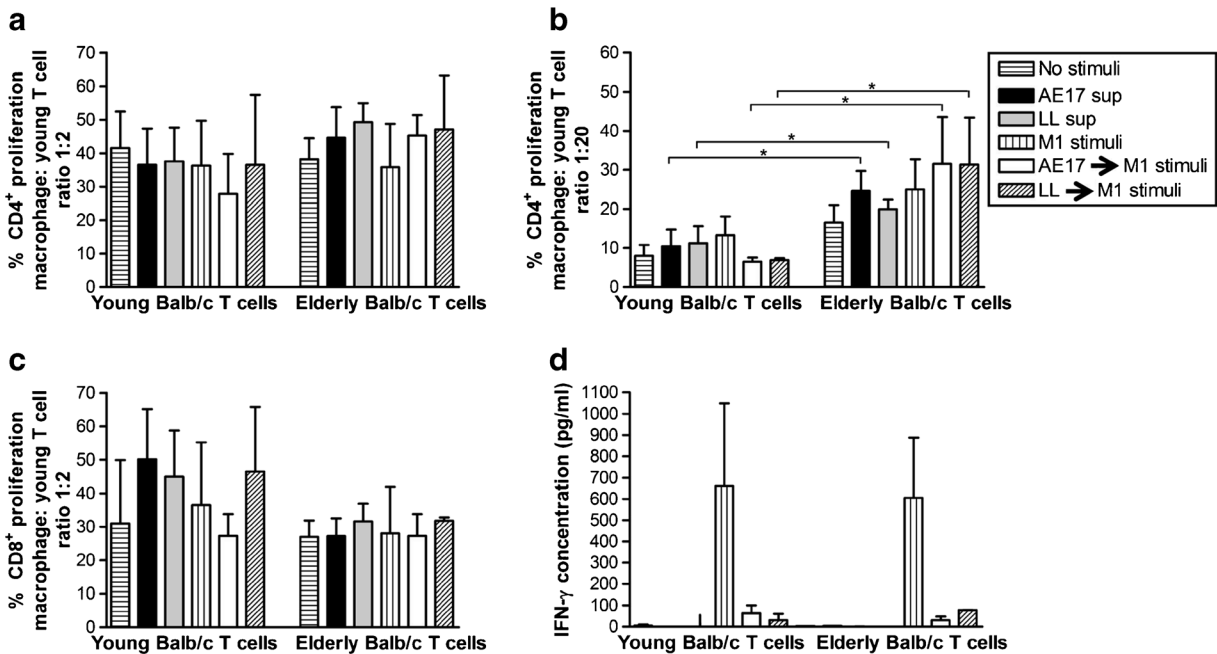 a
70
60
50
40
30
20
10
0
% CD4+ proliferation
macrophage: young T cell
ratio 1:2
Young Balb/c T cells
Elderly Balb/c T cells
b
60
50
40
30
20
10
0
% CD4+ proliferation
macrophage: young T cell
ratio 1:20
*
*
*
*
Young Balb/c T cells
Elderly Balb/c T cells
No stimuli
AE17 sup
LL sup
M1 stimuli
AE17 → M1 stimuli
LL → M1 stimuli
c
70
60
50
40
30
20
10
0
% CD8+ proliferation
macrophage: young T cell
ratio 1:2
Young Balb/c T cells
Elderly Balb/c T cells
d
1100
1000
900
800
700
600
500
400
300
200
100
0
IFN-γ concentration (pg/ml)
Young Balb/c T cells
Elderly Balb/c T cells